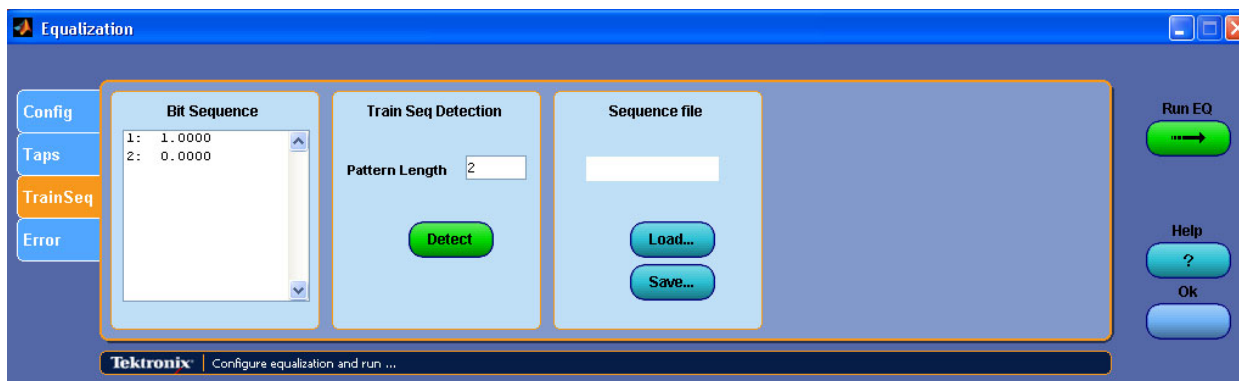 Equalization
Config
Taps
TrainSeq
Error
Bit Sequence
1: 1.0000
2: 0.0000
Train Seq Detection
Pattern Length 2
Detect
Sequence file
Load...
Save...
Run EQ
Help
?
Ok
Tektronix Configure equalization and run ...